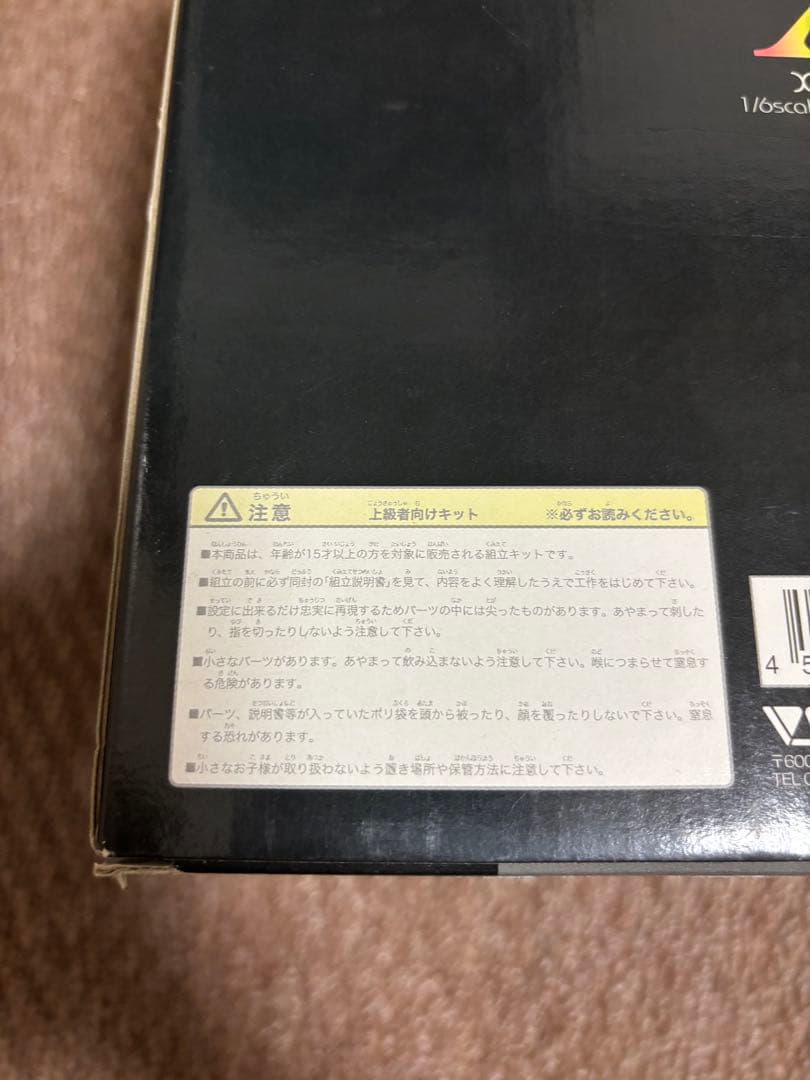 X
1/6scal
注意 上級者向けキット ※必ずお読みください。
■本商品は、年齢が15才以上の方を対象に販売される組立キットです。
■組立の前に必ず同封の「組立説明書」を見て、内容をよく理解したうえで工作をはじめて下さい。
■設定に出来るだけ忠実に再現するためパーツの中には尖ったものがあります。あやまって刺した
り、指を切ったりしないよう注意して下さい。
■小さなパーツがあります。あやまって飲み込まないよう注意して下さい。喉につまらせて窒息す
る危険があります。
■パーツ、説明書等が入っていたポリ袋を頭から被ったり、顔を覆ったりしないで下さい。窒息
する恐れがあります。
■小さなお子様が取り扱わないよう置き場所や保管方法に注意して下さい。
4 5
VS
〒600
TEL 0